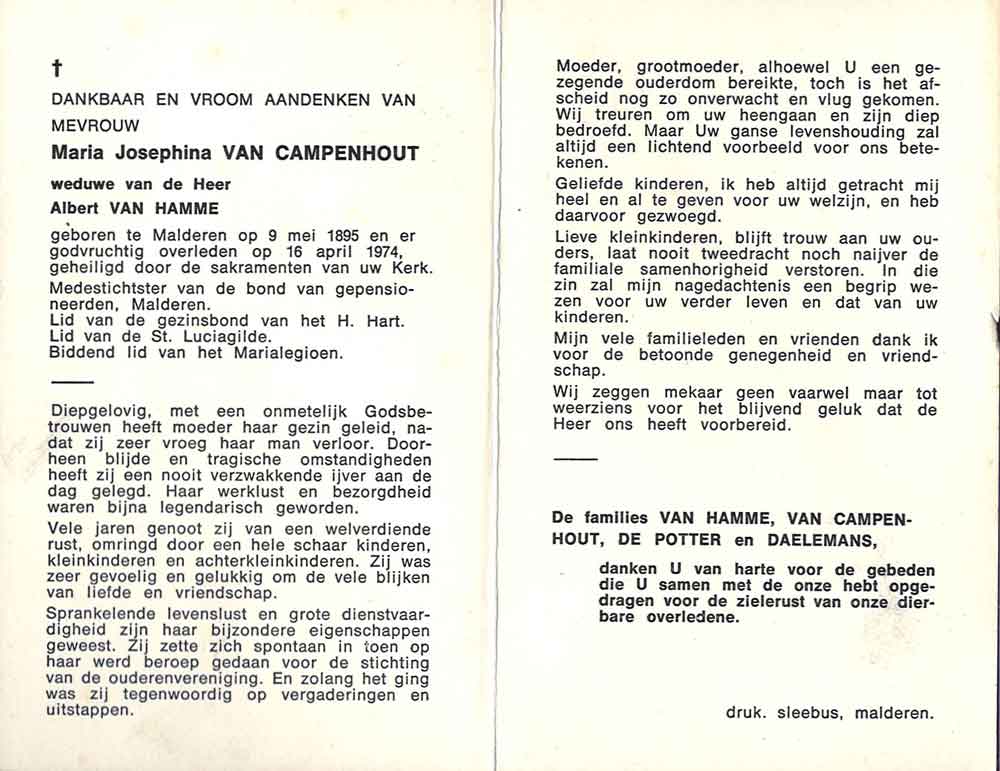 †
DANKBAAR EN VROOM AANDENKEN VAN
MEVROUW
Maria Josephina VAN CAMPENHOUT
weduwe van de Heer
Albert VAN HAMME
geboren te Malderen op 9 mei 1895 en er
godvruchtig overleden op 16 april 1974,
geheiligd door de sakramenten van uw Kerk.
Medestichtster van de bond van gepensio-
neerden, Malderen.
Lid van de gezinsbond van het H. Hart.
Lid van de St. Luciagilde.
Biddend lid van het Marialegioen.
Diepgelovig, met een onmetelijk Godsbe-
trouwen heeft moeder haar gezin geleid, na-
dat zij zeer vroeg haar man verloor. Door-
heen blijde en tragische omstandigheden
heeft zij een nooit verzwakkende ijver aan de
dag gelegd. Haar werklust en bezorgdheid
waren bijna legendarisch geworden.
Vele jaren genoot zij van een welverdiende
rust, omringd door een hele schaar kinderen,
kleinkinderen en achterkleinkinderen. Zij was
zeer gevoelig en gelukkig om de vele blijken
van liefde en vriendschap.
Sprankelende levenslust en grote dienstvaar-
digheid zijn haar bijzondere eigenschappen
geweest. Zij zette zich spontaan in toen op
haar werd beroep gedaan voor de stichting
van de ouderenvereniging. En zolang het ging
was zij tegenwoordig op vergaderingen en
uitstappen.
Moeder, grootmoeder, alhoewel U een ge-
zegende ouderdom bereikte, toch is het af-
scheid nog zo onverwacht en vlug gekomen.
Wij treuren om uw heengaan en zijn diep
bedroefd. Maar Uw ganse levenshouding zal
altijd een lichtend voorbeeld voor ons bete-
kenen.
Geliefde kinderen, ik heb altijd getracht mij
heel en al te geven voor uw welzijn, en heb
daarvoor gezwoegd.
Lieve kleinkinderen, blijft trouw aan uw ou-
ders, laat nooit tweedracht noch naijver de
familiale samenhorigheid verstoren. In die
zin zal mijn nagedachtenis een begrip we-
zen voor uw verder leven en dat van uw
kinderen.
Mijn vele familieleden en vrienden dank ik
voor de betoonde genegenheid en vriend-
schap.
Wij zeggen mekaar geen vaarwel maar tot
weerziens voor het blijvend geluk dat de
Heer ons heeft voorbereid.
De families VAN HAMME, VAN CAMPEN-
HOUT, DE POTTER en DAELEMANS,
danken U van harte voor de gebeden
die U samen met de onze hebt opge-
dragen voor de zielerust van onze dier-
bare overledene.
druk. sleebus, malderen.